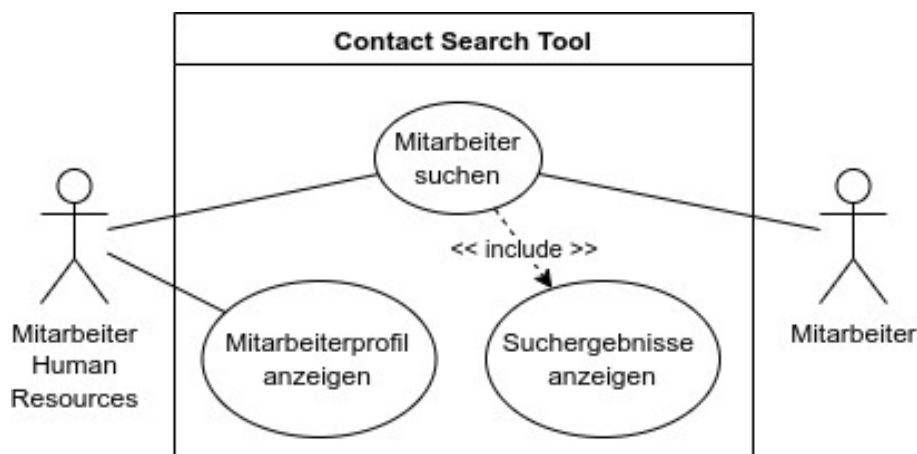 Contact Search Tool
Mitarbeiter
suchen
<< include >>
Mitarbeiter
Human
Resources
Mitarbeiterprofil
anzeigen
Suchergebnisse
anzeigen
Mitarbeiter